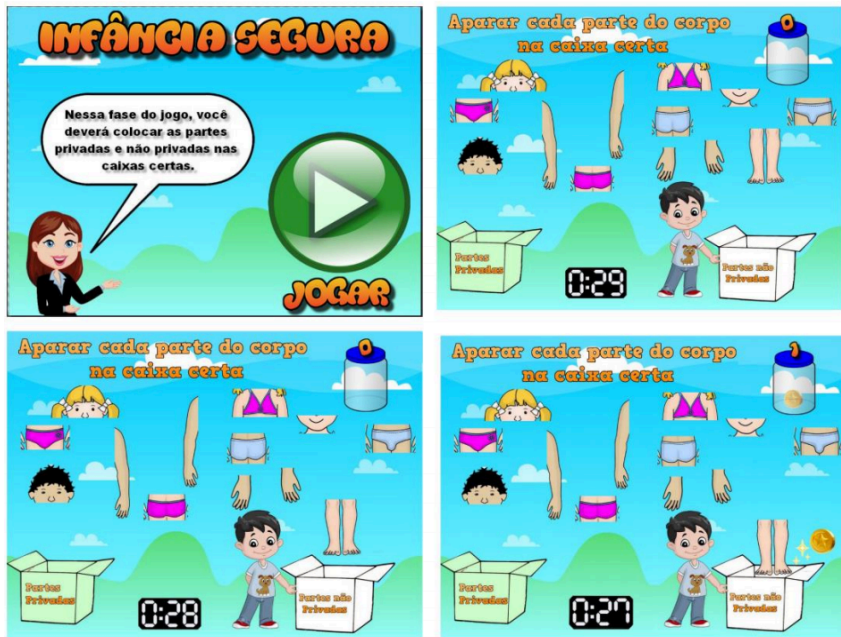 INFÂNCIA SEGURA
Nessa fase do jogo, você
deverá colocar as partes
privadas e não privadas nas
caixas certas.
JOGAR
Aparar cada parte do corpo
na caixa certa
0
Partes
Privadas
0:29
Partes não
Privadas
Aparar cada parte do corpo
na caixa certa
0
Partes
Privadas
0:28
Partes não
Privadas
Aparar cada parte do corpo
na caixa certa
1
Partes
Privadas
0:27
Partes não
Privadas